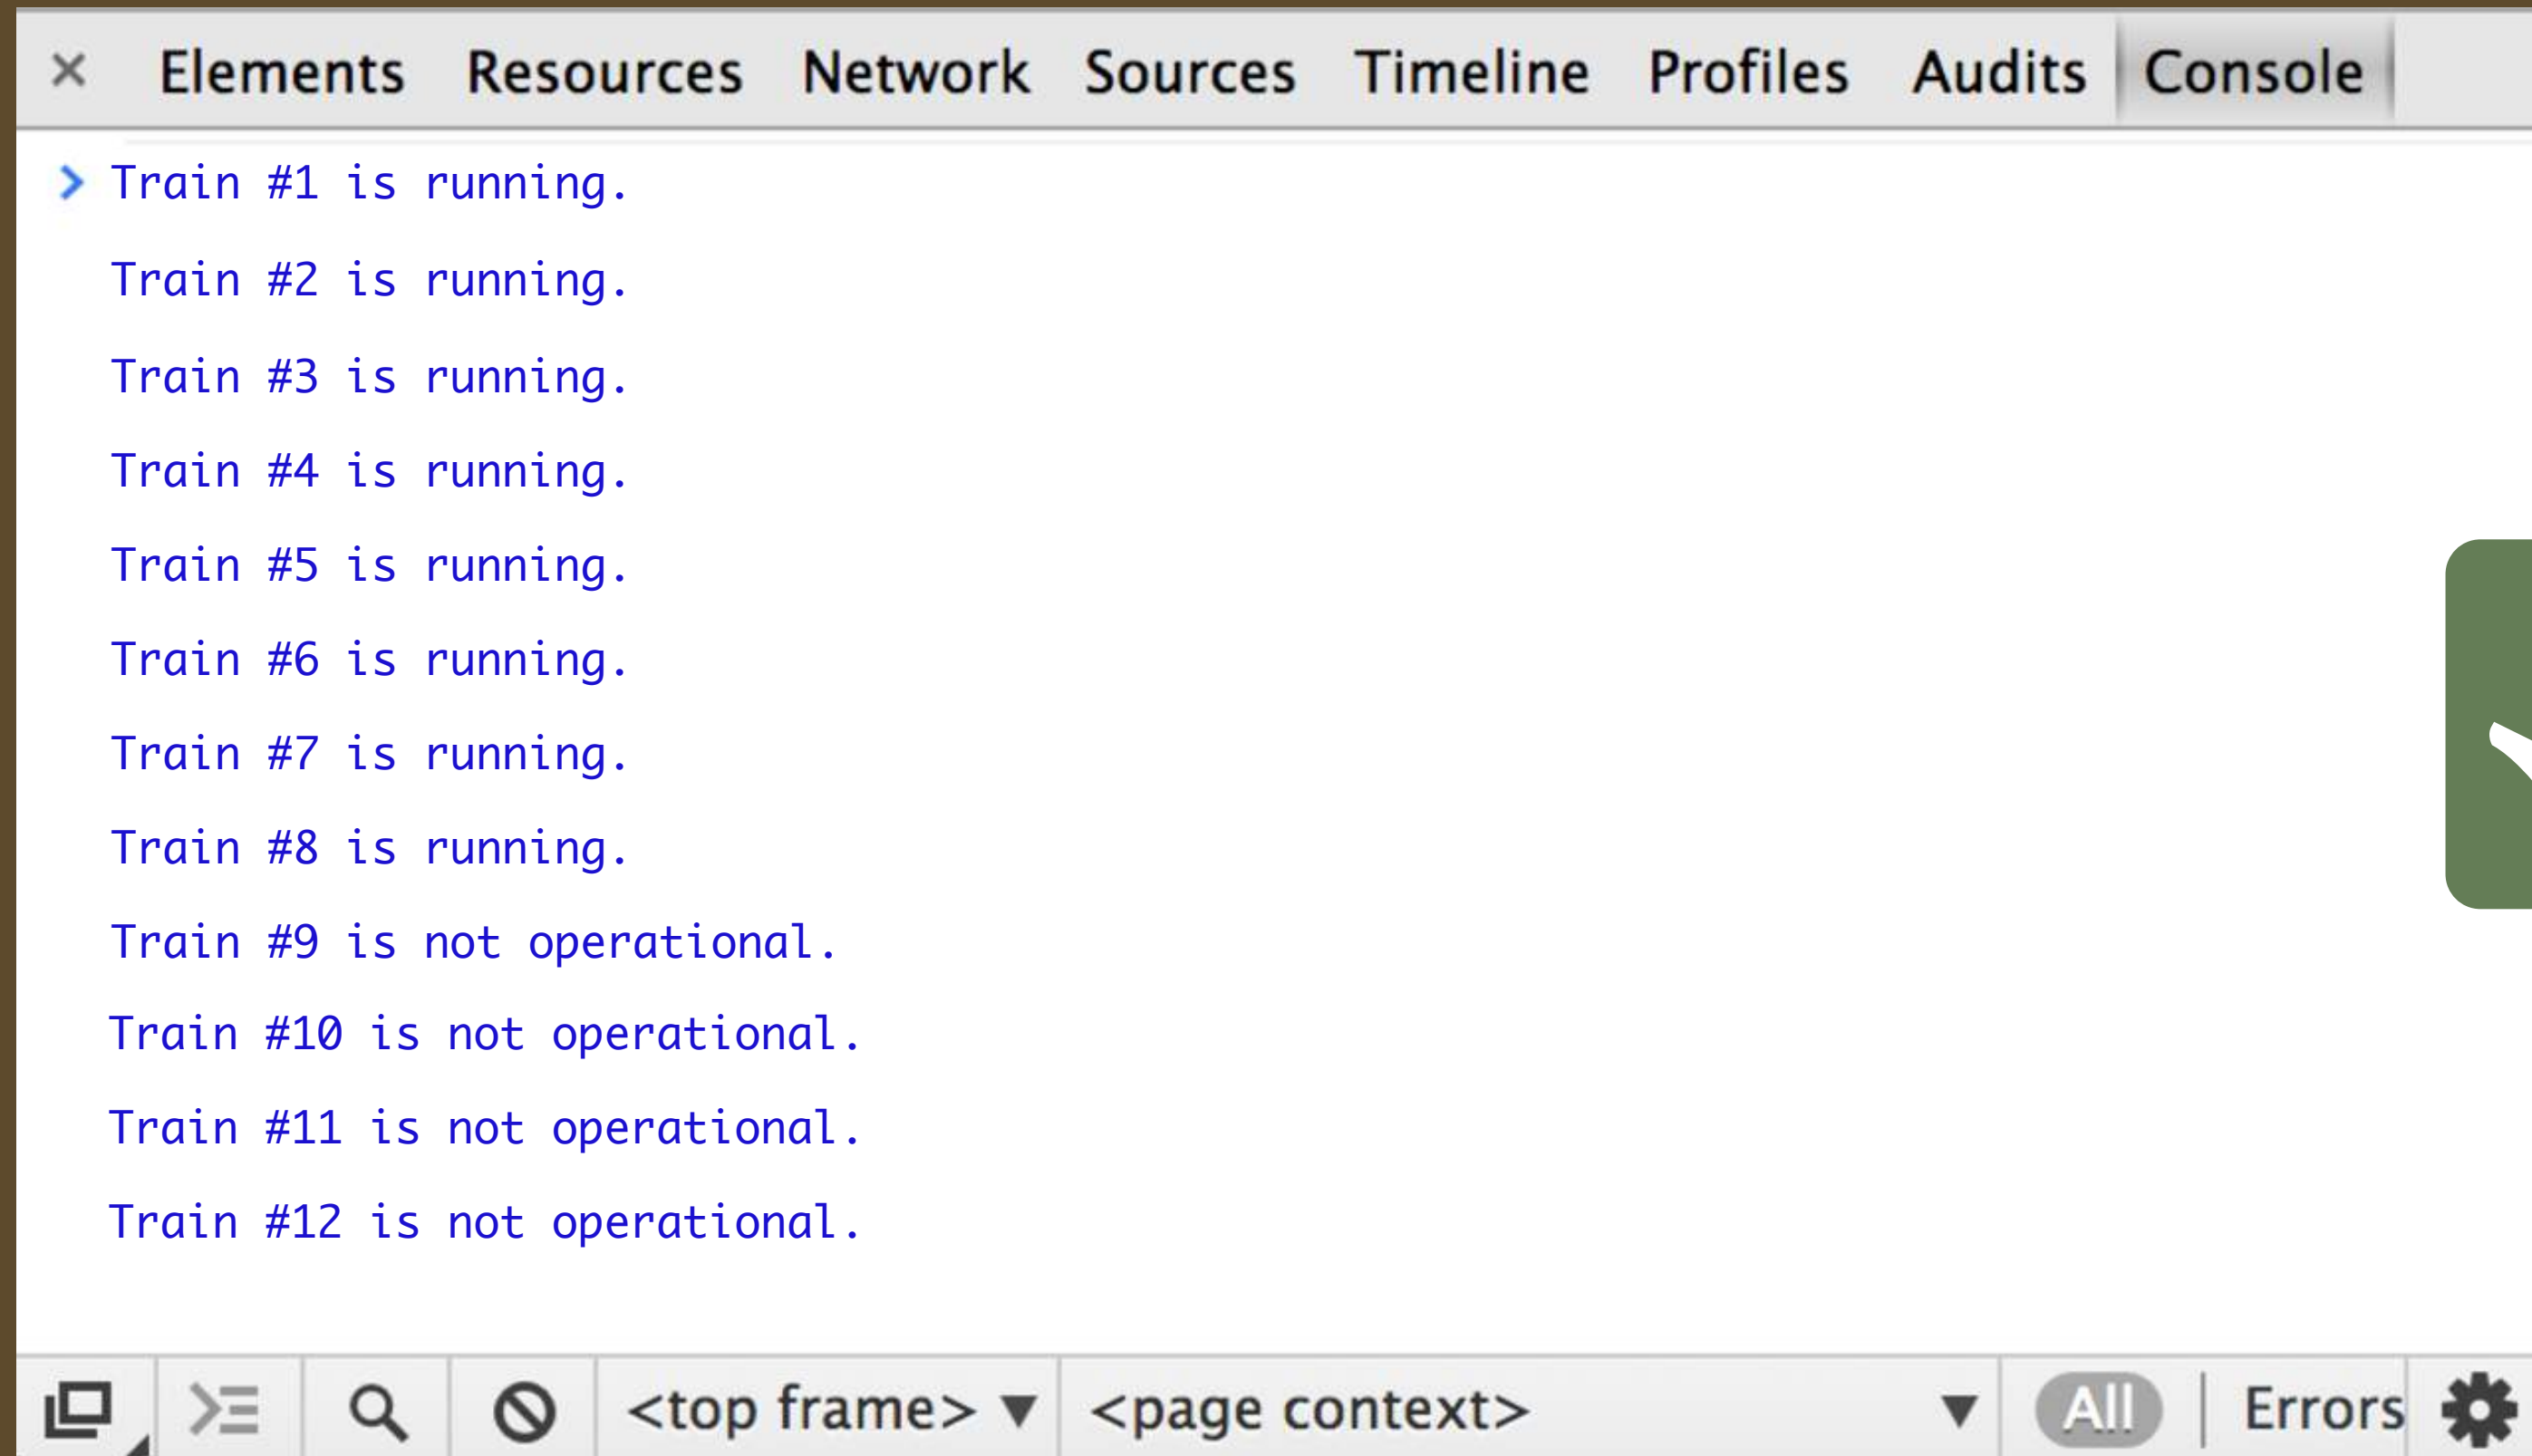 × Elements Resources Network Sources Timeline Profiles Audits Console
> Train #1 is running.
Train #2 is running.
Train #3 is running.
Train #4 is running.
Train #5 is running.
Train #6 is running.
Train #7 is running.
Train #8 is running.
Train #9 is not operational.
Train #10 is not operational.
Train #11 is not operational.
Train #12 is not operational.
<top frame> ▼ <page context> ▼ All | Errors